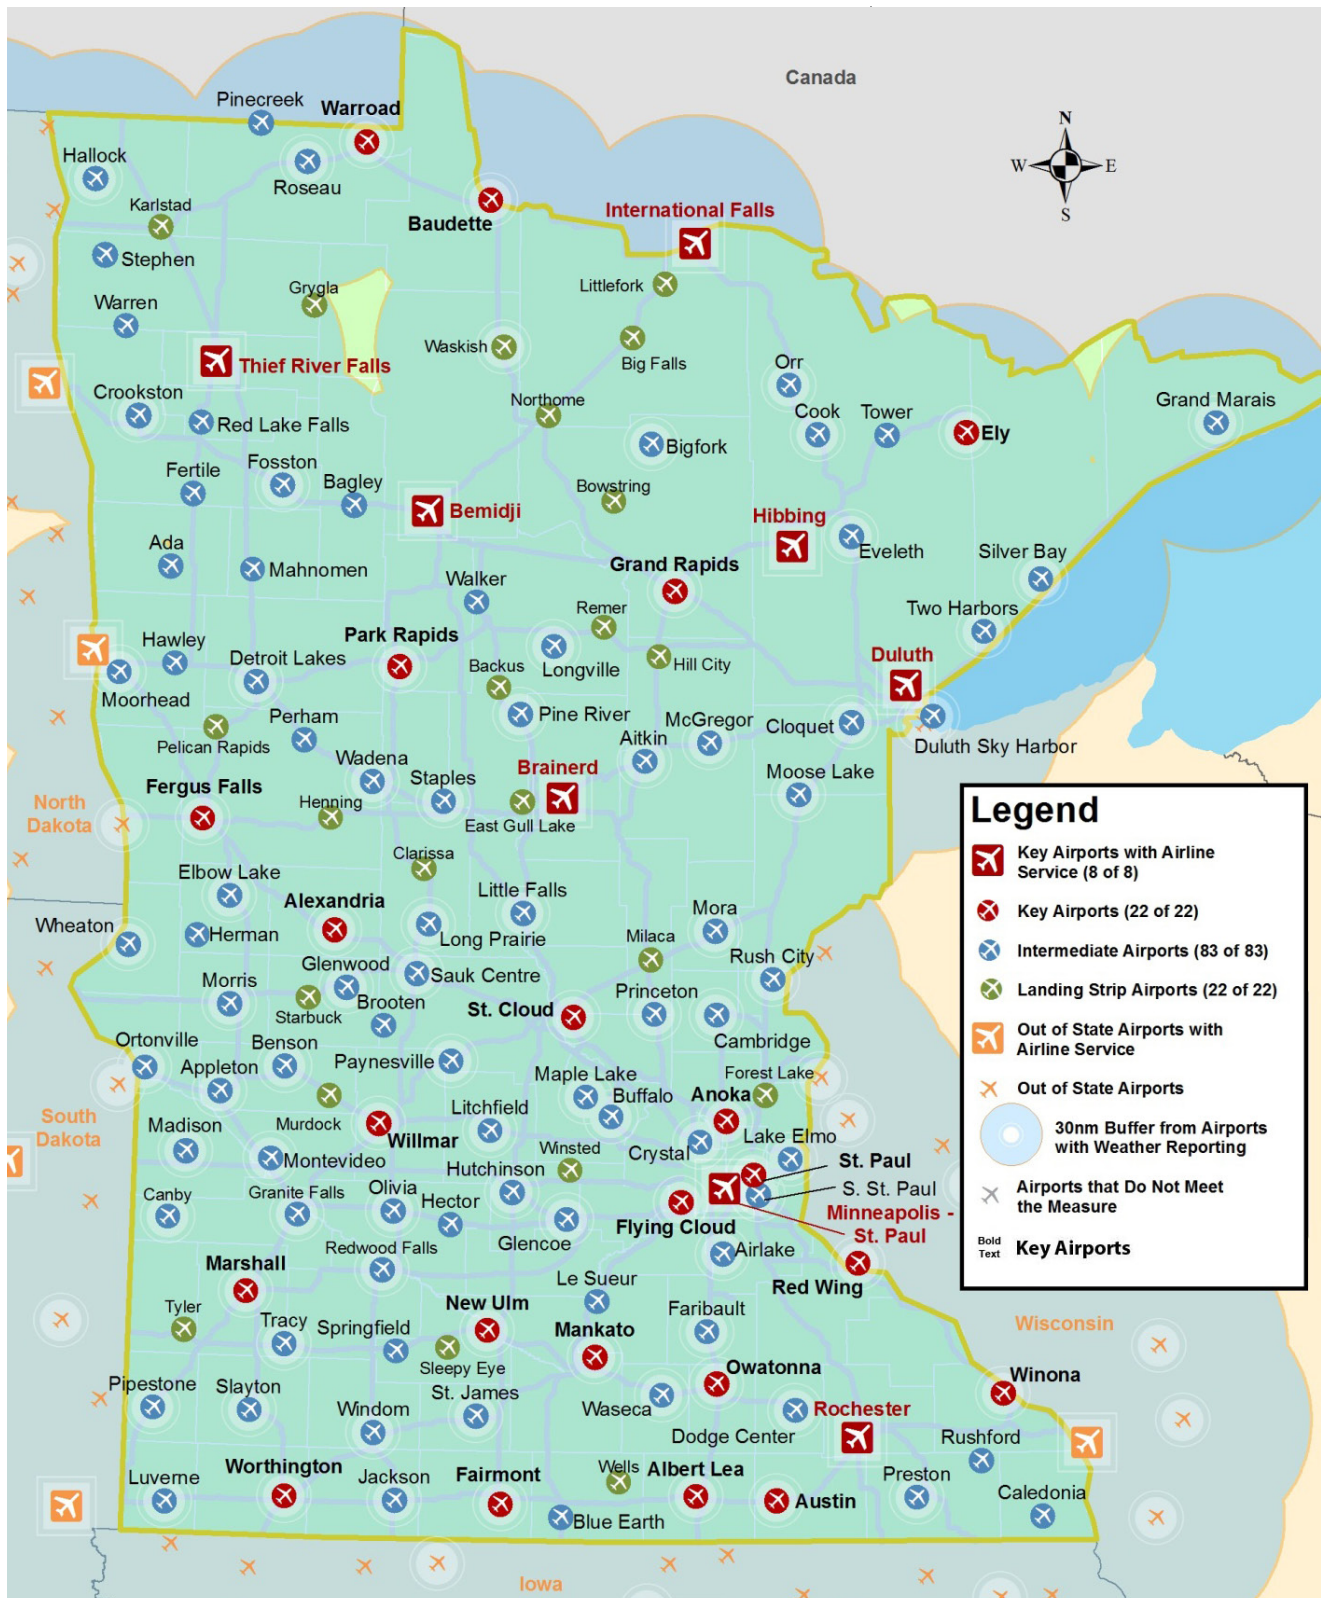 Canada
Pinecreek
Warroad
N
W
E
S
Hallock
Roseau
Karlstad
Baudette
International Falls
Stephen
Grygla
Littlefork
Warren
Waskish
Big Falls
Thief River Falls
Orr
Crookston
Northome
Grand Marais
Red Lake Falls
Cook
Tower
Ely
Bigfork
Fertile
Fosston
Bagley
Bowstring
Bemidji
Hibbing
Ada
Eveleth
Silver Bay
Mahnomen
Grand Rapids
Walker
Remer
Two Harbors
Hawley
Park Rapids
Detroit Lakes
Longville
Hill City
Duluth
Backus
Moorhead
Perham
Pine River
McGregor
Cloquet
Pelican Rapids
Aitkin
Duluth Sky Harbor
Wadena
Staples
Brainerd
Moose Lake
Fergus Falls
Henning
East Gull Lake
North
Dakota
Clarissa
Elbow Lake
Little Falls
Alexandria
Mora
Wheaton
Herman
Long Prairie
Milaca
Rush City
Glenwood
Sauk Centre
Morris
Brooten
Princeton
Starbuck
St. Cloud
Ortonville
Benson
Paynesville
Cambridge
Appleton
Maple Lake
Forest Lake
Buffalo
Anoka
South
Dakota
Madison
Murdock
Litchfield
Willmar
Lake Elmo
Crystal
Winsted
Montevideo
Hutchinson
St. Paul
Canby
Granite Falls
Olivia
Hector
S. St. Paul
Minneapolis -
St. Paul
Flying Cloud
Glencoe
Redwood Falls
Airlake
Marshall
Le Sueur
Red Wing
New Ulm
Tyler
Tracy
Springfield
Faribault
Mankato
Wisconsin
Sleepy Eye
Owatonna
Pipestone
Slayton
St. James
Winona
Windom
Waseca
Rochester
Dodge Center
Rushford
Worthington
Luverne
Jackson
Fairmont
Wells
Albert Lea
Preston
Austin
Caledonia
Blue Earth
Iowa
Legend
Key Airports with Airline
Service (8 of 8)
Key Airports (22 of 22)
Intermediate Airports (83 of 83)
Landing Strip Airports (22 of 22)
Out of State Airports with
Airline Service
Out of State Airports
30nm Buffer from Airports
with Weather Reporting
Airports that Do Not Meet
the Measure
Bold
Text
Key Airports